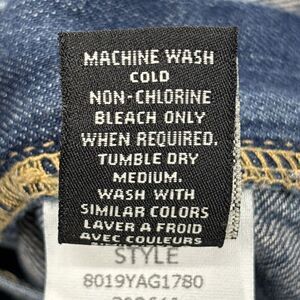 MACHINE WASH
COLD
NON-CHLORINE
BLEACH ONLY
WHEN REQUIRED.
TUMBLE DRY
MEDIUM.
WASH WITH
SIMILAR COLORS
LAVER A FROID
AVEC COULEURS
STYLE
8019YAG1780